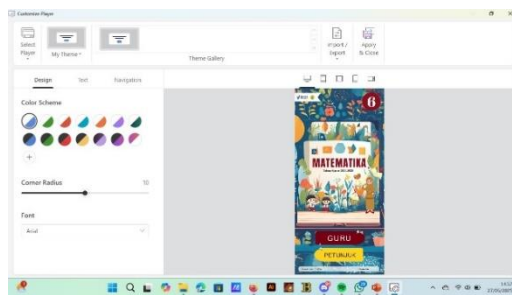 Customize Player
Select
Player
My Theme
Import /
Export
Apply
& Close
Theme Gallery
Design
Text
Navigation
Color Scheme
+
Corner Radius
10
Font
Arial
6
MATEMATIKA
GURU
PETUNJUK